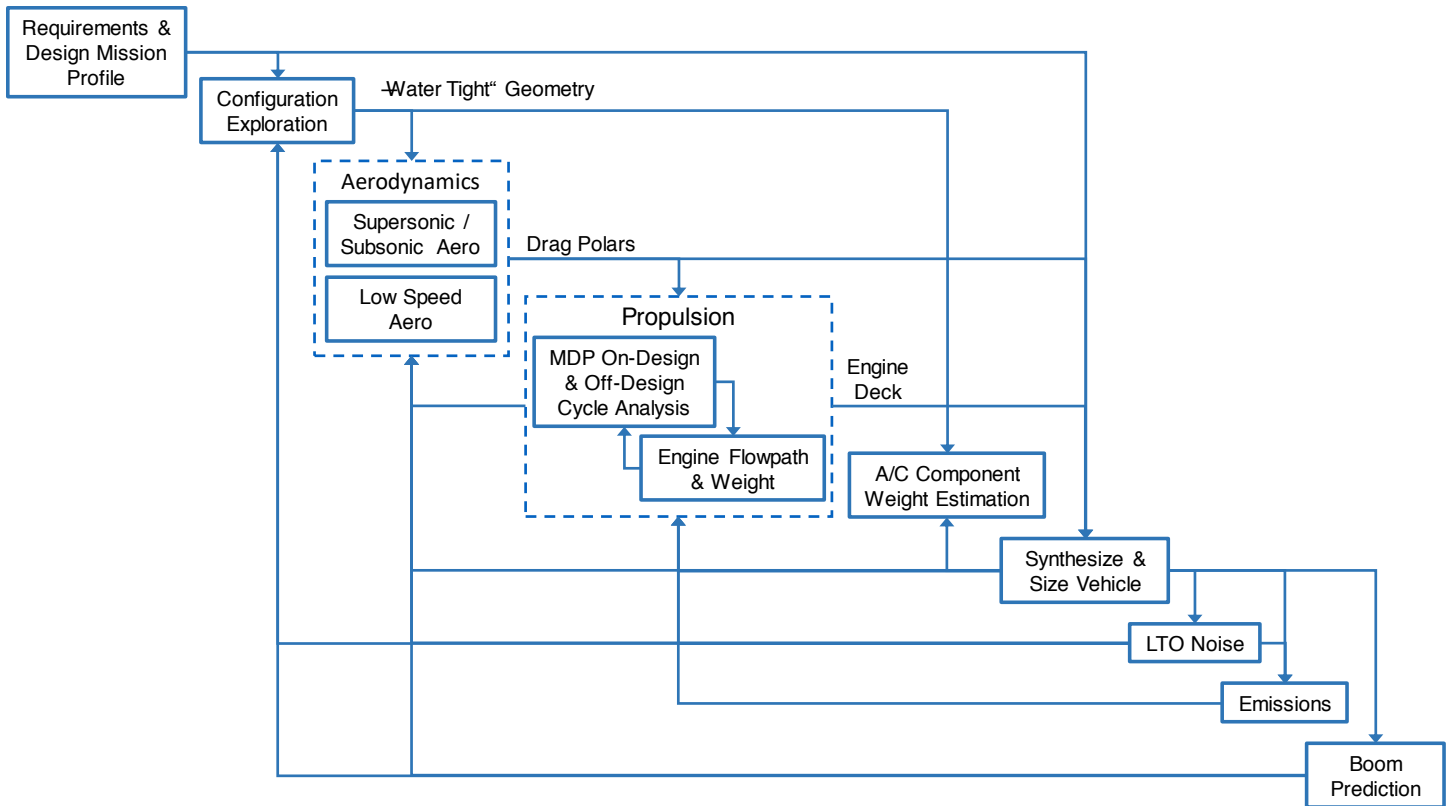 Requirements &
Design Mission
Profile
Configuration
Exploration
―Water Tight“ Geometry
Aerodynamics
Supersonic /
Subsonic Aero
Low Speed
Aero
Drag Polars
Propulsion
MDP On-Design
& Off-Design
Cycle Analysis
Engine Flowpath
& Weight
Engine
Deck
A/C Component
Weight Estimation
Synthesize &
Size Vehicle
LTO Noise
Emissions
Boom
Prediction